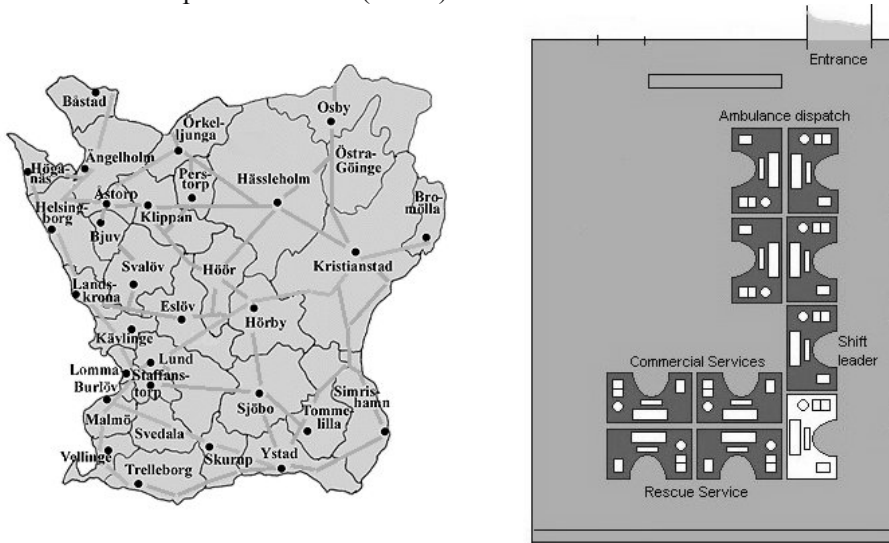 Båstad
Örkel-
ljunga
Osby
Ängelholm
Östra-
Göinge
Högä-
näs
Pers-
torp
Hässleholm
Bro-
mölla
Åstorp
Klippan
Helsing-
borg
Bjuv
Kristianstad
Svalöv
Höör
Lands-
krona
Eslöv
Hörby
Kävlinge
Lund
Lomma
Staffans-
torp
Burlöv
Simris-
hamn
Malmö
Sjöbo
Tomme-
lilla
Svedala
Vellinge
Skurup
Ystad
Trelleborg
Entrance
Ambulance dispatch
Shift
leader
Commercial Services
Rescue Service